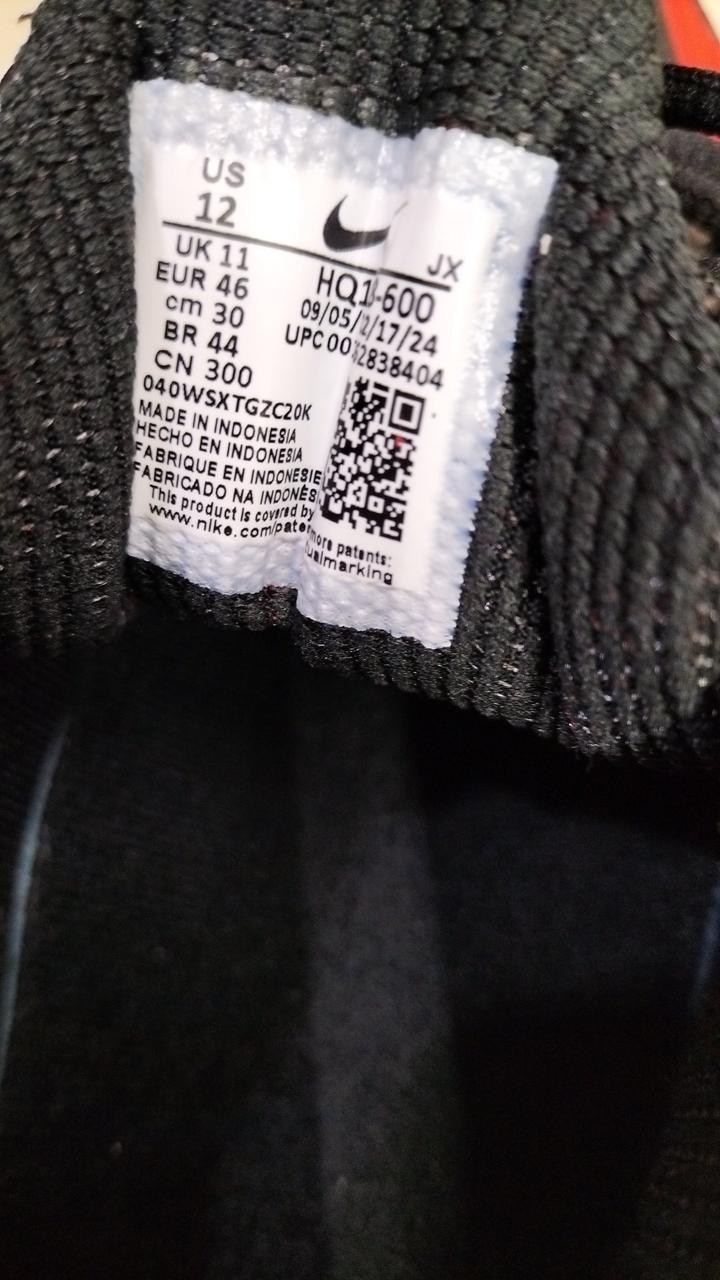 US
12
UK 11
EUR 46
cm 30
BR 44
CN 300
040WSXTGZC20K
MADE IN INDONESIA
HECHO EN INDONESIA
FABRIQUE EN INDONESIE
FABRICADO NA INDONÉS
This product is covered by
www.nike.com/pate
JX
-600
09/05/
/17/24
UPC
2838404
more patents:
ualmarking